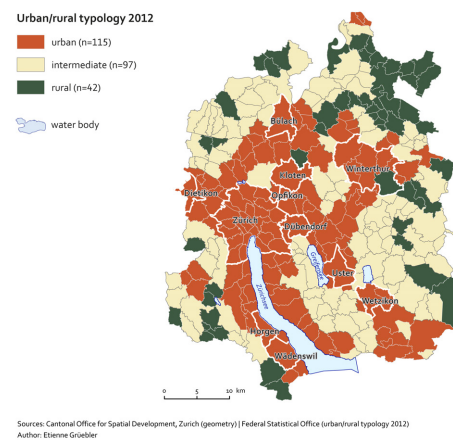 Urban/rural typology 2012
urban (n=115)
intermediate (n=97)
rural (n=42)
water body
Bülach
Kloten
Winterthur
Dietikon
Opfikon
Zürich
Dübendorf
Greifensee
Uster
Zürichsee
Wetzikon
Horgen
Wädenswil
0 5 10 km
Sources: Cantonal Office for Spatial Development, Zurich (geometry) | Federal Statistical Office (urban/rural typology 2012)
Author: Etienne Grüebler